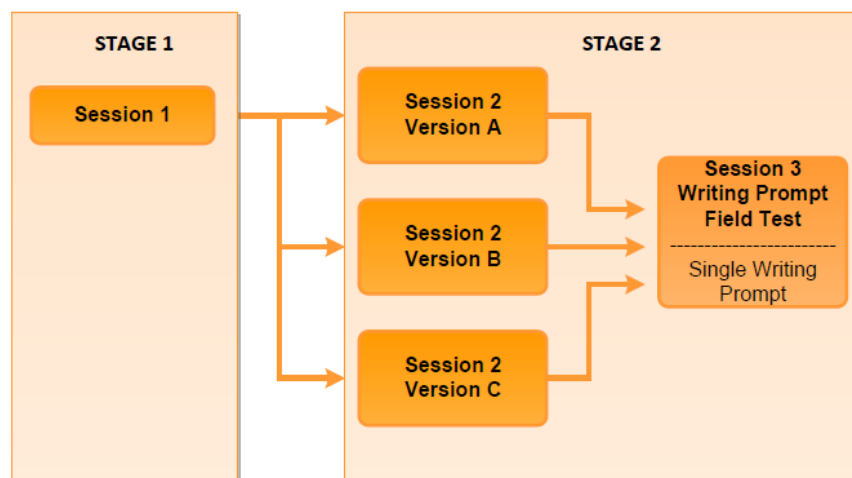 STAGE 1
Session 1
STAGE 2
Session 2
Version A
Session 2
Version B
Session 2
Version C
Session 3
Writing Prompt
Field Test
------------------------
Single Writing
Prompt